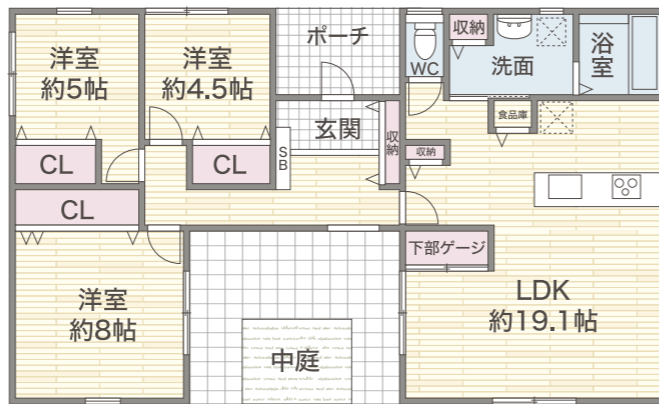 洋室
約5帖
洋室
約4.5帖
ポーチ
WC
収納
洗面
浴室
玄関
収納
SB
食品庫
収納
CL
CL
CL
下部ゲージ
洋室
約8帖
中庭
LDK
約19.1帖